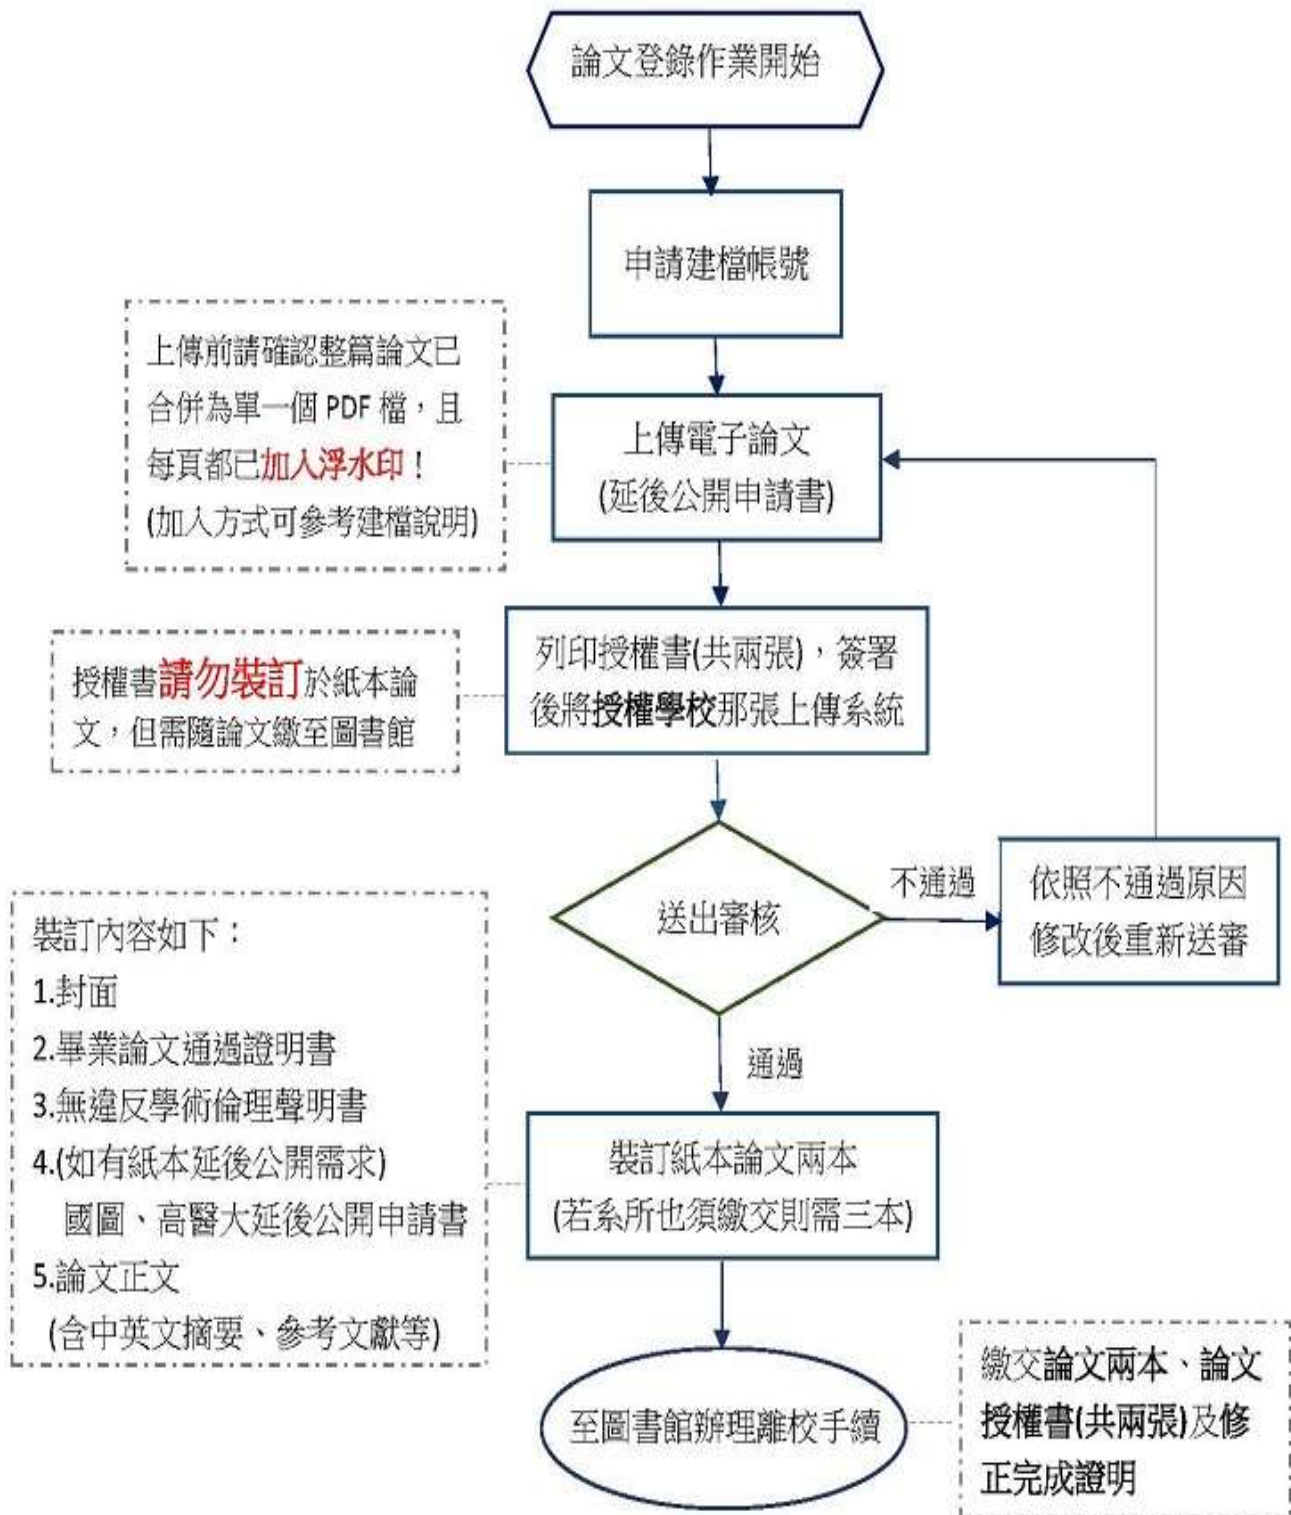 論文登錄作業開始
申請建檔帳號
上傳前請確認整篇論文已
合併為單一個 PDF 檔，且
每頁都已加入浮水印！
(加入方式可參考建檔說明)
上傳電子論文
(延後公開申請書)
授權書請勿裝訂於紙本論
文，但需隨論文繳至圖書館
列印授權書(共兩張)，簽署
後將授權學校那張上傳系統
送出審核
不通過
依照不通過原因
修改後重新送審
通過
裝訂內容如下：
1.封面
2.畢業論文通過證明書
3.無違反學術倫理聲明書
4.(如有紙本延後公開需求)
國圖、高醫大延後公開申請書
5.論文正文
(含中英文摘要、參考文獻等)
裝訂紙本論文兩本
(若系所也須繳交則需三本)
至圖書館辦理離校手續
繳交論文兩本、論文
授權書(共兩張)及修
正完成證明